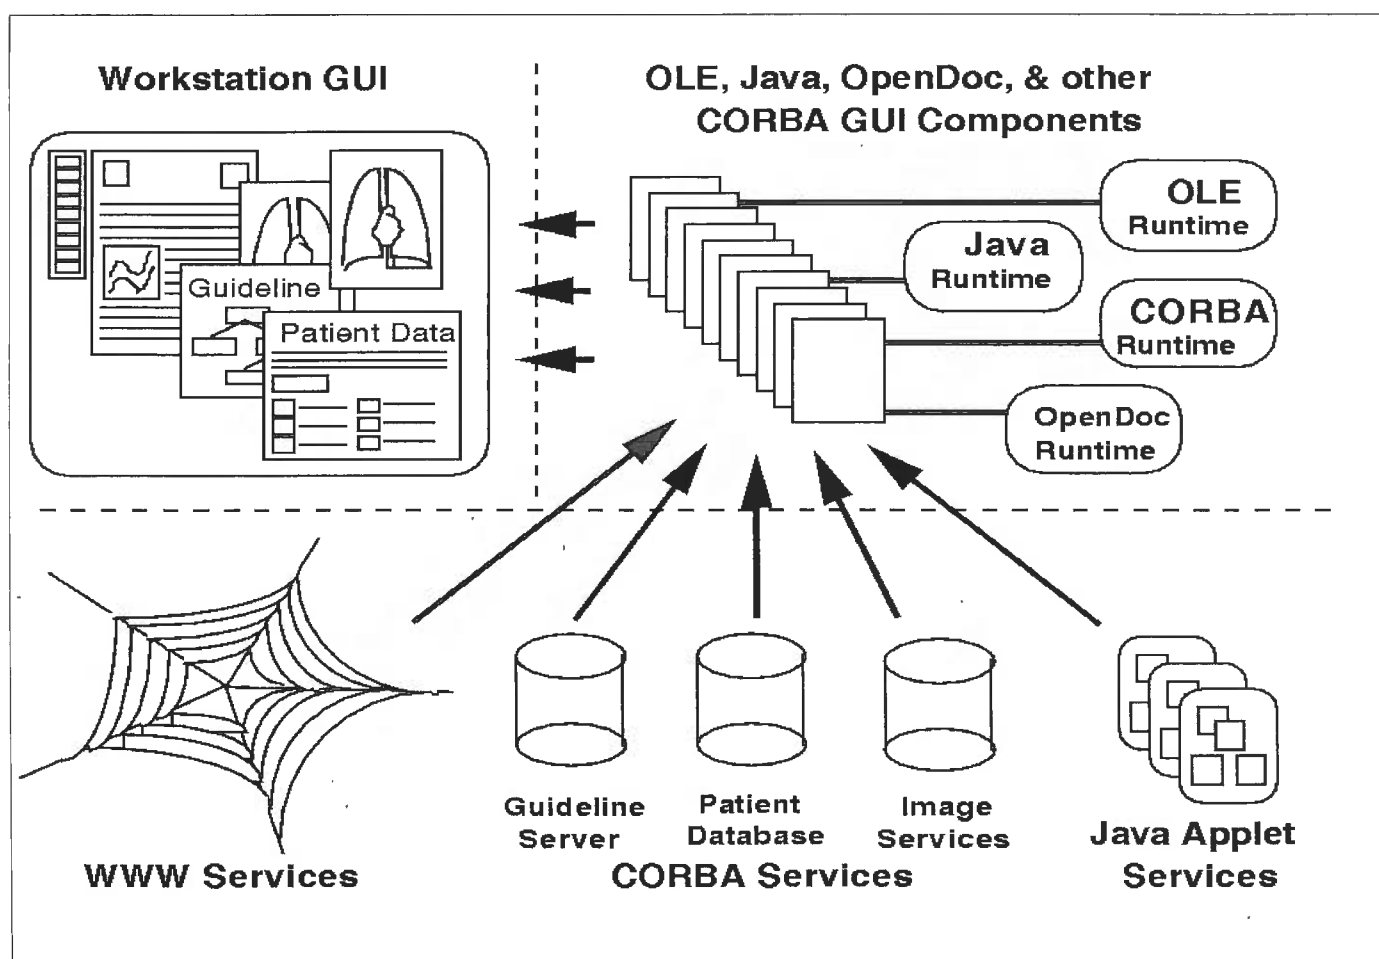 Workstation GUI
OLE, Java, OpenDoc, & other
CORBA GUI Components
Guideline
Patient Data
OLE
Runtime
Java
Runtime
CORBA
Runtime
OpenDoc
Runtime
Guideline
Server
Patient
Database
Image
Services
WWW Services
CORBA Services
Java Applet
Services